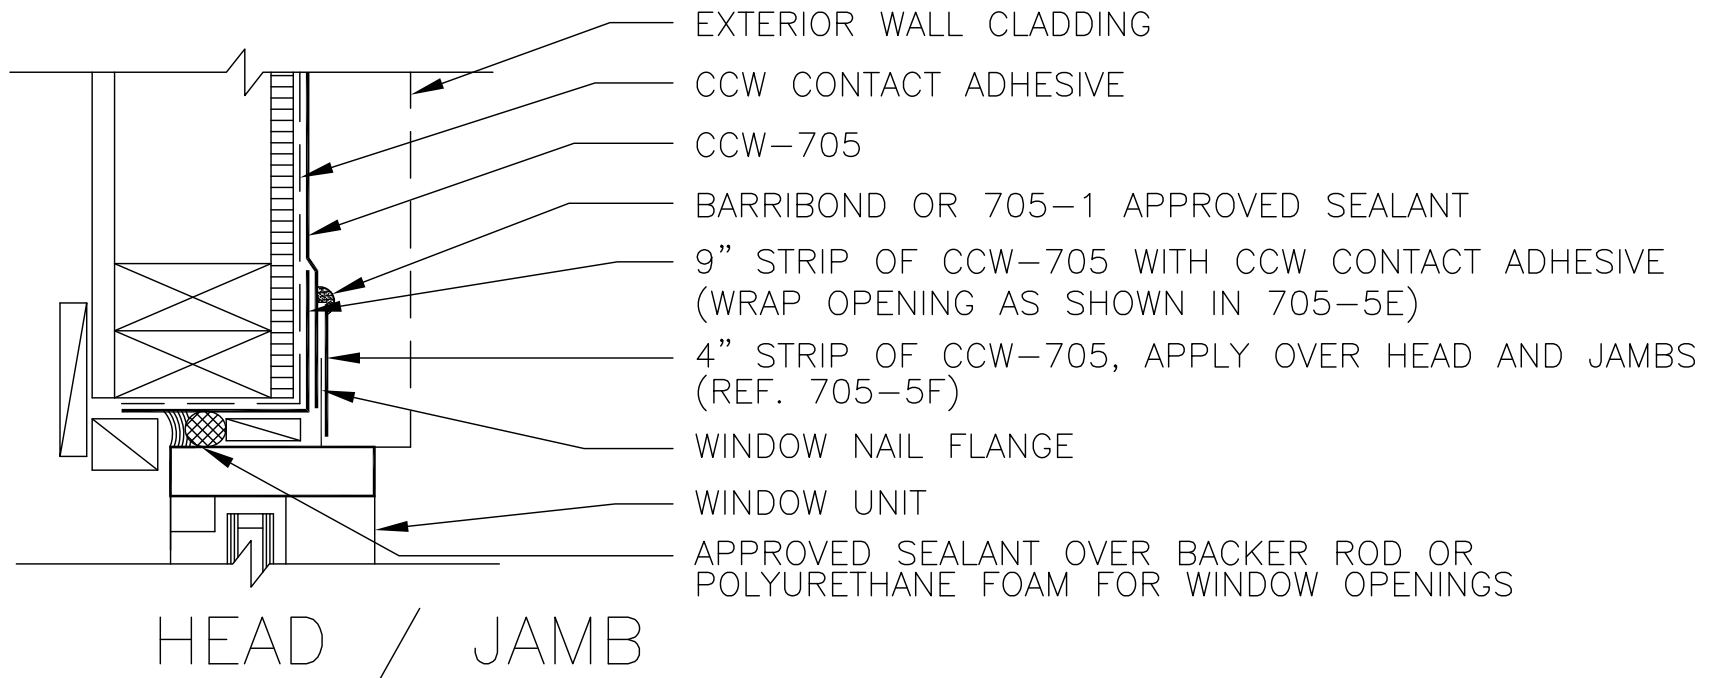 EXTERIOR WALL CLADDING
CCW CONTACT ADHESIVE
CCW-705
BARRIBOND OR 705-1 APPROVED SEALANT
9" STRIP OF CCW-705 WITH CCW CONTACT ADHESIVE
(WRAP OPENING AS SHOWN IN 705-5E)
4" STRIP OF CCW-705, APPLY OVER HEAD AND JAMBS
(REF. 705-5F)
WINDOW NAIL FLANGE
WINDOW UNIT
APPROVED SEALANT OVER BACKER ROD OR
POLYURETHANE FOAM FOR WINDOW OPENINGS
HEAD / JAMB